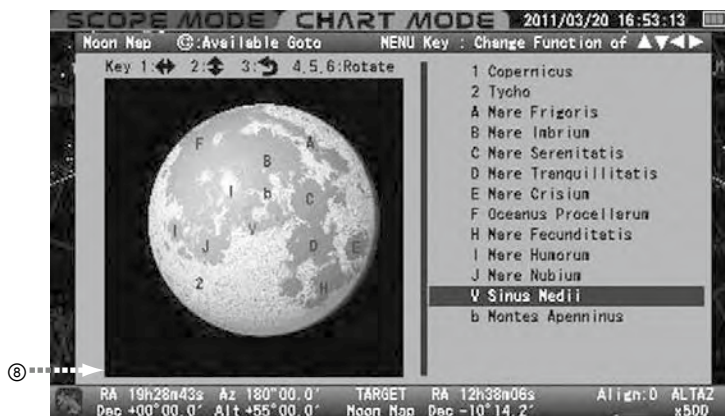 SCOPE MODE / CHART MODE 2011/03/20 16:53:13
Moon Map Ⓒ:Available Goto MENU Key : Change Function of ▲▼◀▶
Key 1:↔ 2:↕ 3:⮌ 4,5,6:Rotate
1 Copernicus
2 Tycho
A Mare Frigoris
B Mare Imbrium
C Mare Serenitatis
D Mare Tranquillitatis
E Mare Crisium
F Oceanus Procellarum
H Mare Fecunditatis
I Mare Humorum
J Mare Nubium
V Sinus Medii
b Montes Apenninus
F
A
B
1
b
C
I
V
J
D
E
2
H
⑧
RA 19h28m43s Az 180°00.0' TARGET RA 12h38m06s Align:0 ALTAZ
Dec +00°00.0' Alt +55°00.0' Moon Map Dec -10°14.2' x500